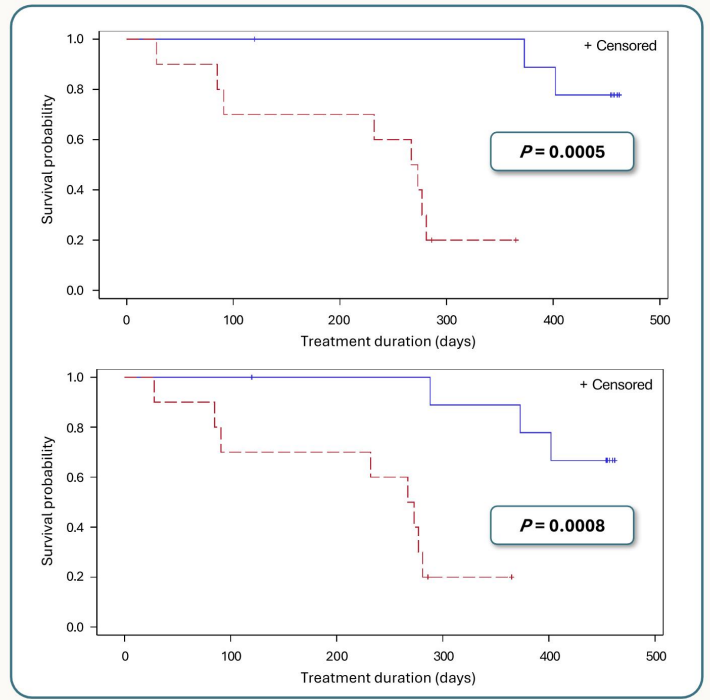 1.0
+ Censored
0.8
0.6
P = 0.0005
0.4
0.2
0.0
Survival probability
0 100 200 300 400 500
Treatment duration (days)
1.0
+ Censored
0.8
0.6
P = 0.0008
0.4
0.2
0.0
Survival probability
0 100 200 300 400 500
Treatment duration (days)